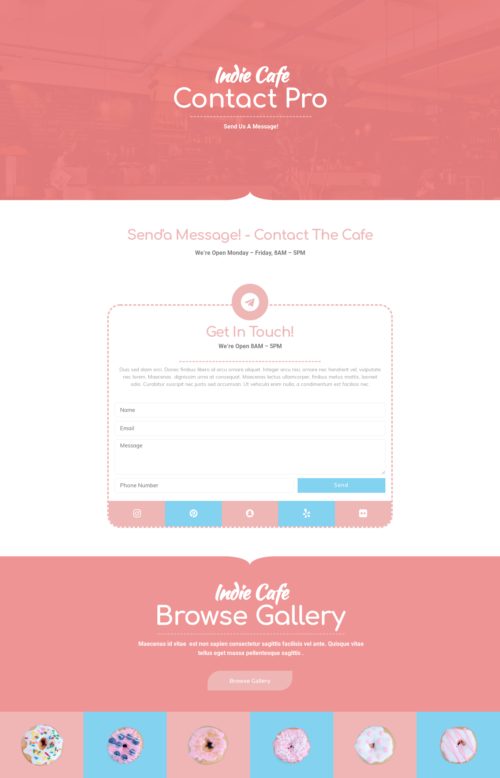 Indie Cafe
Contact Pro
Send Us A Message!
Send'a Message! - Contact The Cafe
We're Open Monday – Friday, 8AM – 5PM
Get In Touch!
We're Open 8AM – 5PM
Duis sed diam orci. Donec finibus libero id arcu ornare aliquet. Integer arcu nec ornare nec hendrerit vel, vulputate
nec lorem. Maecenas dignissim urna at consequat. Maecenas lectus ullamcorper, finibus metus mattis, laoreet
odio. Curabitur suscipit nec justo sed accumsan. Ut vehicula enim nulla, a condimentum est facilisis nec.
Name
Email
Message
Phone Number
Send
Indie Cafe
Browse Gallery
Maecenas id vitae est non sapien consectetur sagittis facilisis vel ante. Quisque vitae
tellus eget massa pellentesque sagittis .
Browse Gallery